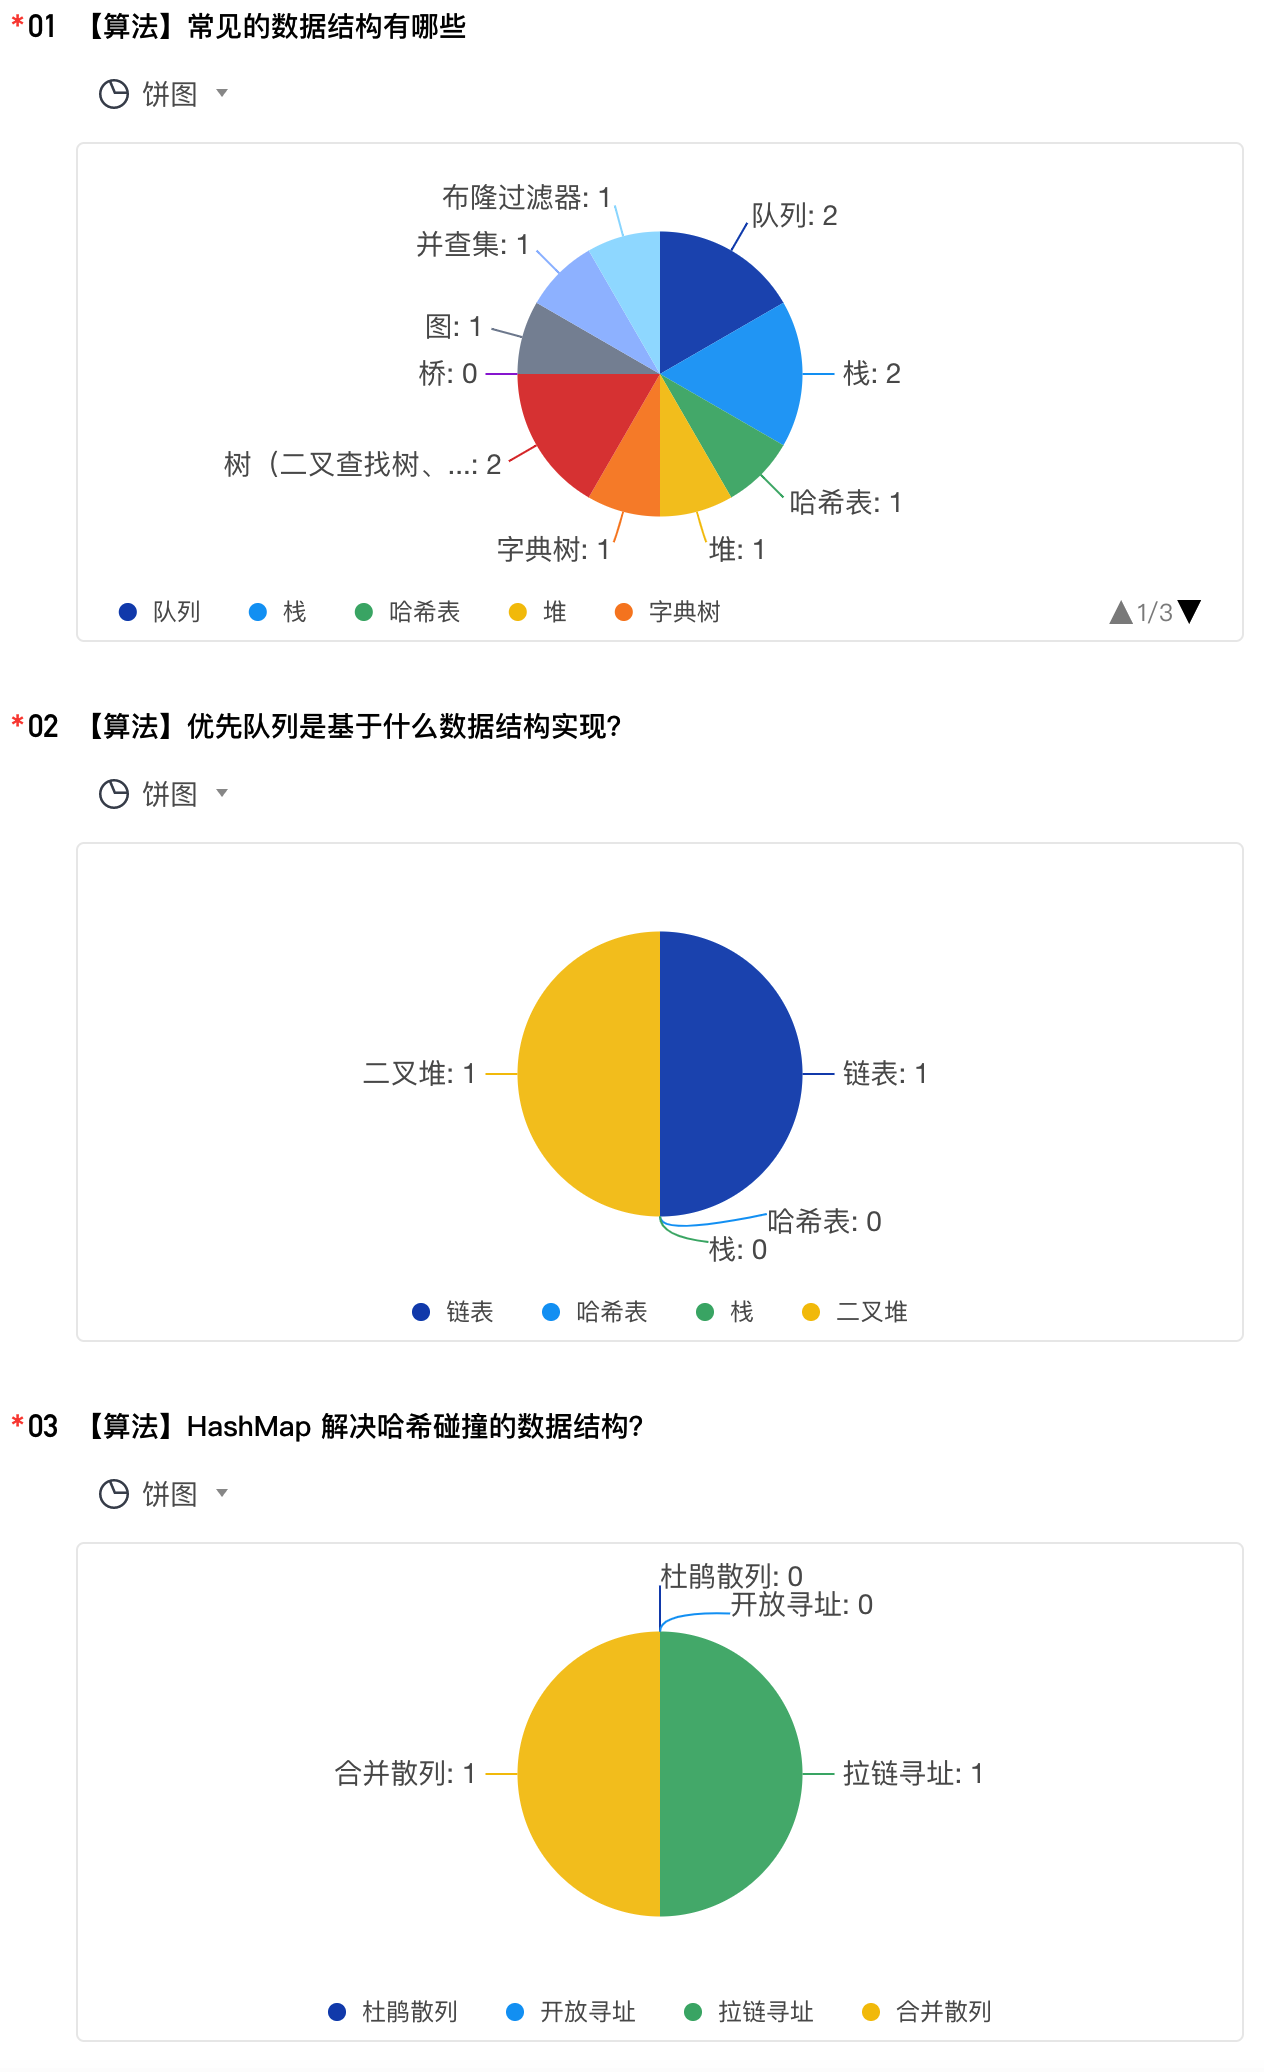 *01 【算法】常见的数据结构有哪些
饼图
布隆过滤器: 1
队列: 2
并查集: 1
图: 1
桥: 0
栈: 2
树（二叉查找树、...: 2
哈希表: 1
字典树: 1
堆: 1
队列 栈 哈希表 堆 字典树 1/3
*02 【算法】优先队列是基于什么数据结构实现?
饼图
二叉堆: 1
链表: 1
哈希表: 0
栈: 0
链表 哈希表 栈 二叉堆
*03 【算法】HashMap 解决哈希碰撞的数据结构?
饼图
杜鹃散列: 0
开放寻址: 0
合并散列: 1
拉链寻址: 1
杜鹃散列 开放寻址 拉链寻址 合并散列